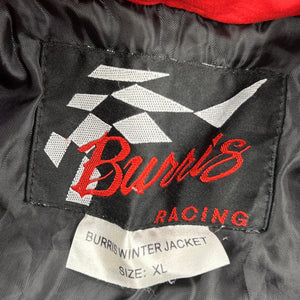 Burris
RACING
BURRIS WINTER JACKET
SIZE: XL